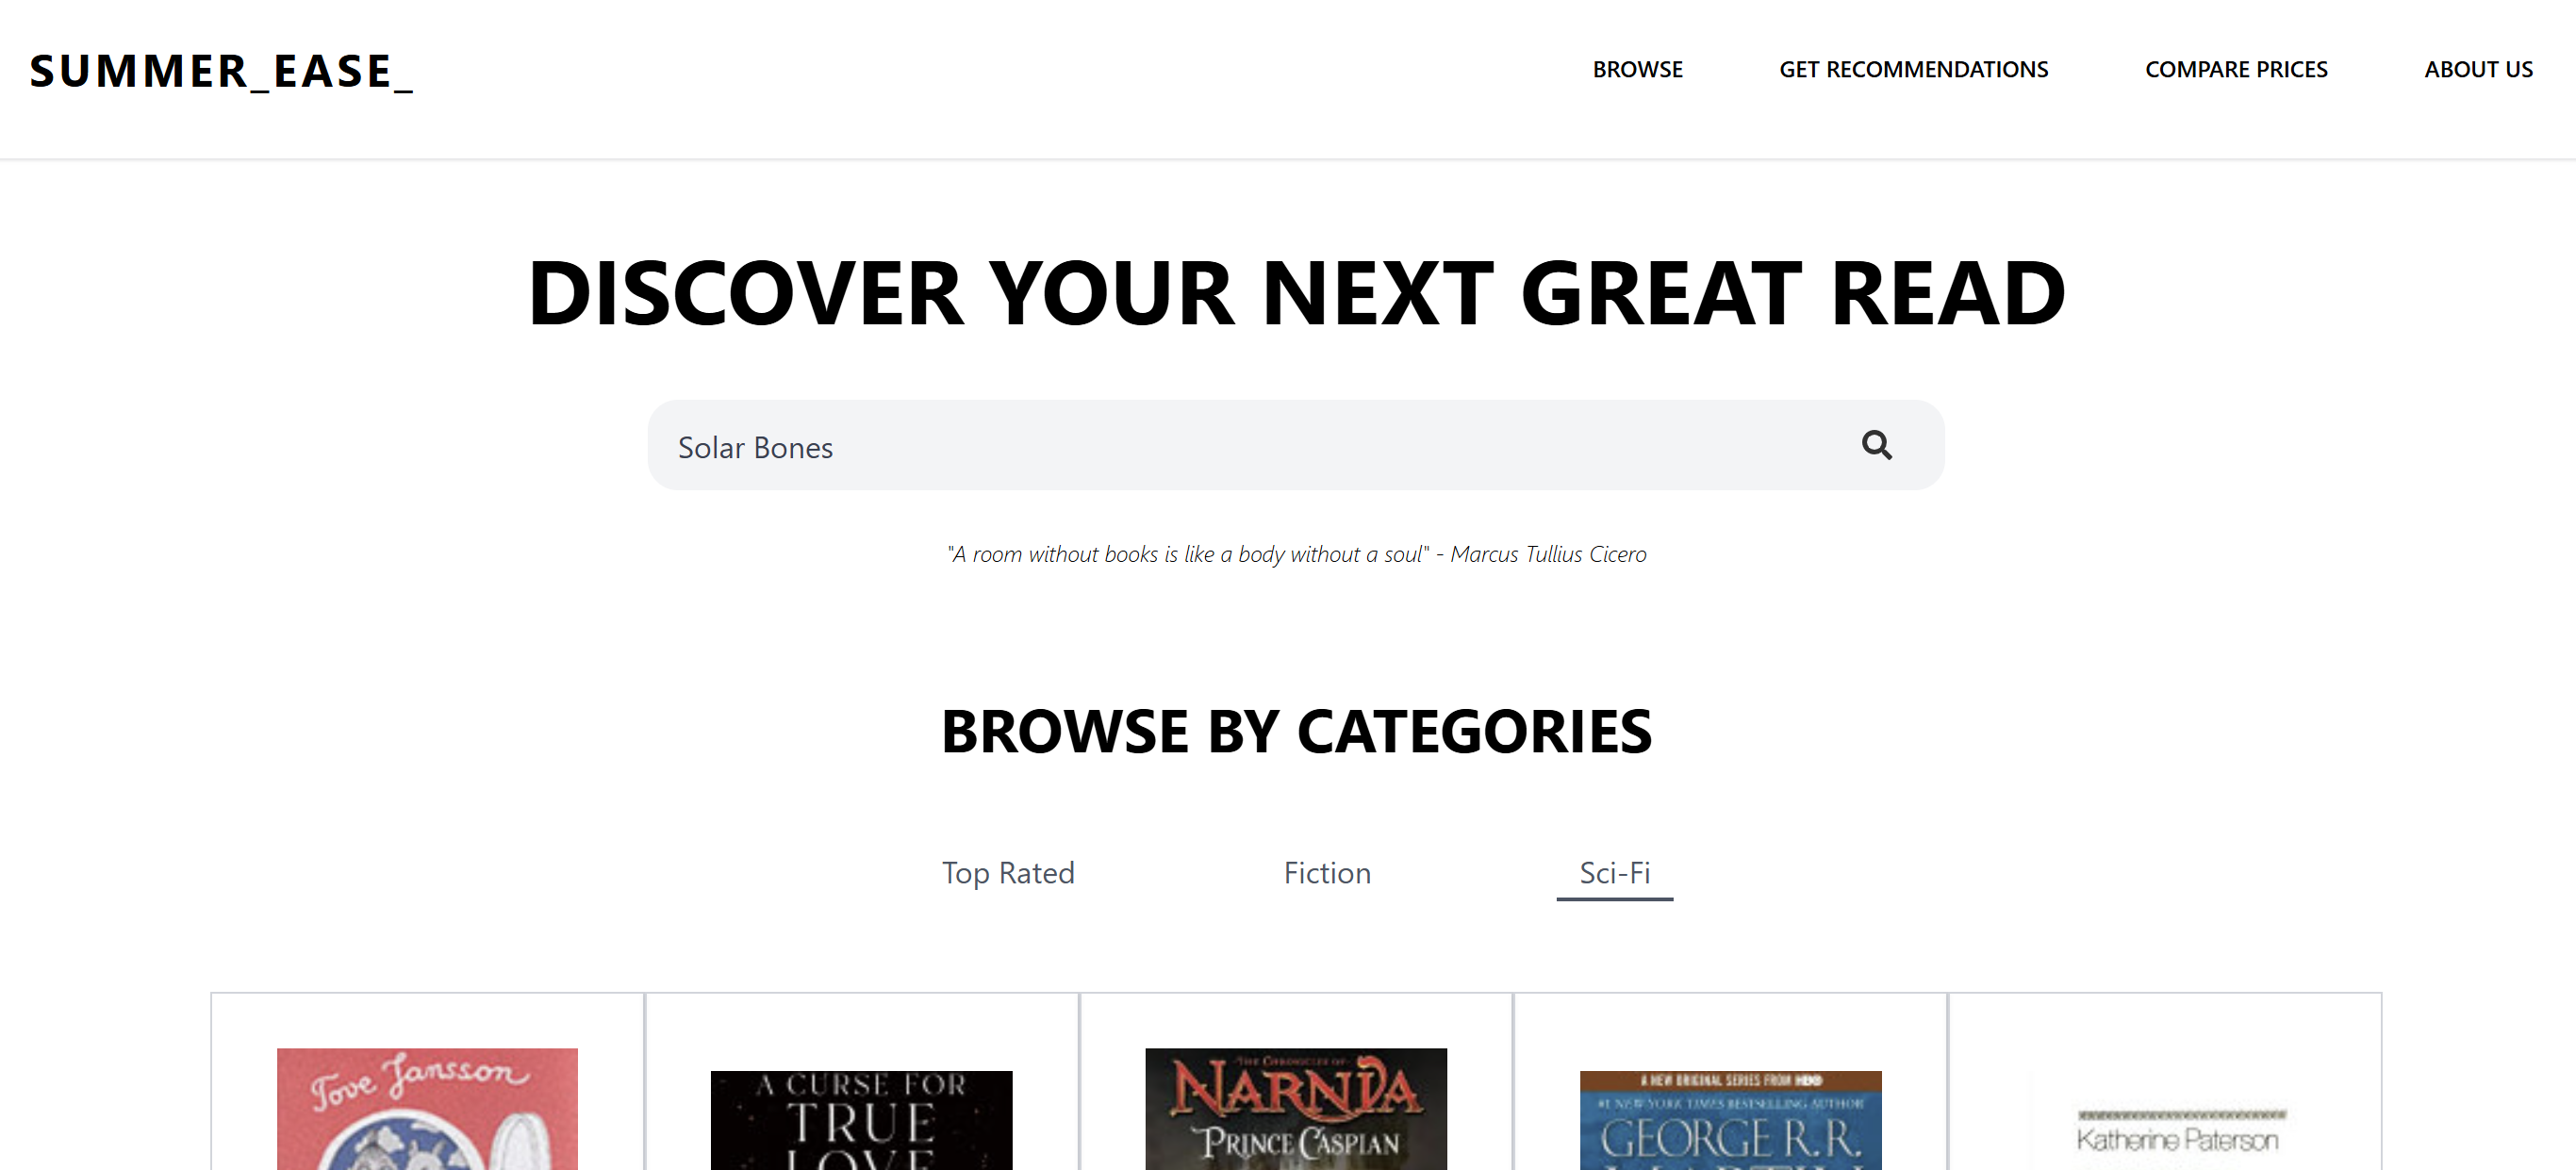 SUMMER_EASE_
BROWSE
GET RECOMMENDATIONS
COMPARE PRICES
ABOUT US
DISCOVER YOUR NEXT GREAT READ
Solar Bones
"A room without books is like a body without a soul" - Marcus Tullius Cicero
BROWSE BY CATEGORIES
Top Rated
Fiction
Sci-Fi
Tove Jansson
A CURSE FOR
TRUE
LOVE
THE CHRONICLES OF
NARNIA
PRINCE CASPIAN
A NEW ORIGINAL SERIES FROM HBO
#1 NEW YORK TIMES BESTSELLING AUTHOR
GEORGE R.R.
MARTIN
Katherine Paterson